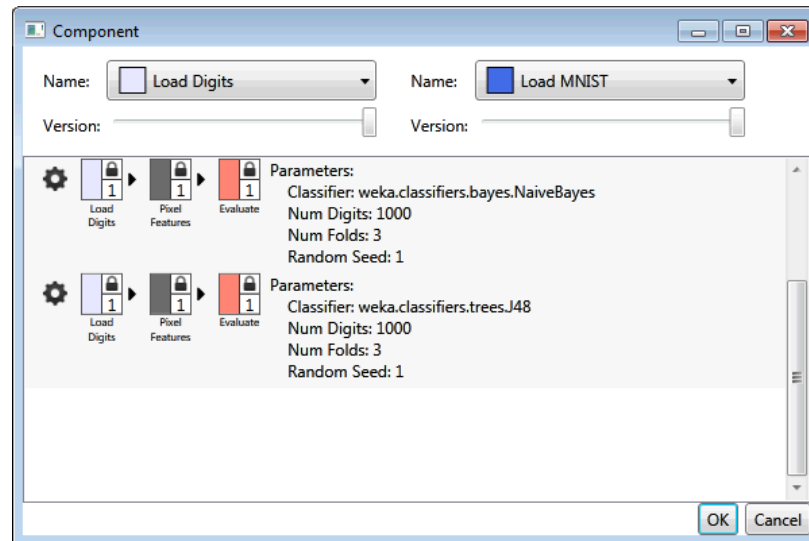 Component
Name: Load Digits Name: Load MNIST
Version: Version:
1 1 1
Load Digits Pixel Features Evaluate
Parameters:
Classifier: weka.classifiers.bayes.NaiveBayes
Num Digits: 1000
Num Folds: 3
Random Seed: 1
1 1 1
Load Digits Pixel Features Evaluate
Parameters:
Classifier: weka.classifiers.trees.J48
Num Digits: 1000
Num Folds: 3
Random Seed: 1
OK Cancel